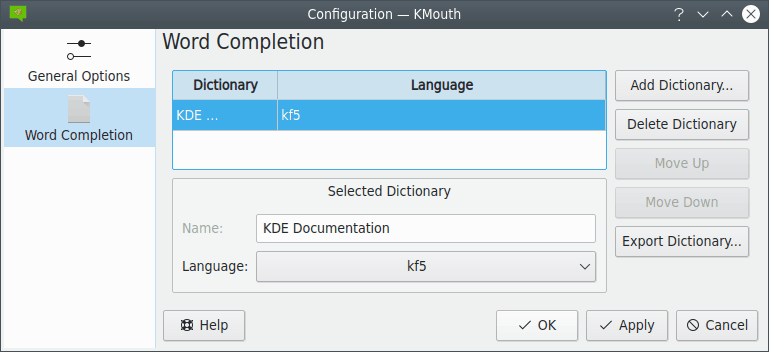 Configuration — KMouth
General Options
Word Completion
Word Completion
Dictionary Language
KDE ... kf5
Add Dictionary...
Delete Dictionary
Move Up
Move Down
Export Dictionary...
Selected Dictionary
Name: KDE Documentation
Language: kf5
Help OK Apply Cancel